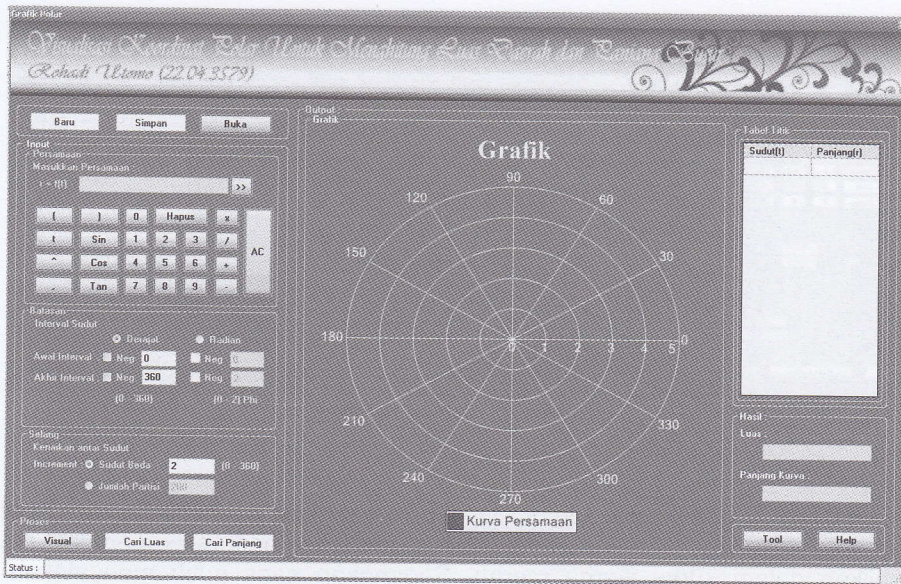 Grafik Polar
Visualisasi Koordinat Polar Untuk Menghitung Luas Daerah dan Panjang Busur
Rohadi Utomo (22.04.3579)
Baru Simpan Buka
Input
Persamaan
Masukkan Persamaan :
r = f(t) >>
( ) 0 Hapus x
t Sin 1 2 3 / AC
^ Cos 4 5 6 +
. Tan 7 8 9 -
Batasan
Interval Sudut
Derajat Radian
Awal Interval : Neg 0 Neg 0
Akhir Interval : Neg 360 Neg 2
(0 - 360) (0 - 2) Phi
Selang
Kenaikan antar Sudut
Increment : Sudut Beda 2 (0 - 360)
Jumlah Partisi 200
Proses
Visual Cari Luas Cari Panjang
Status :
Output
Grafik
Grafik
90
120 60
150 30
180 0 1 2 3 4 5 0
210 330
240 300
270
Kurva Persamaan
Tabel Titik
Sudut(t) Panjang(r)
Hasil :
Luas :
Panjang Kurva :
Tool Help